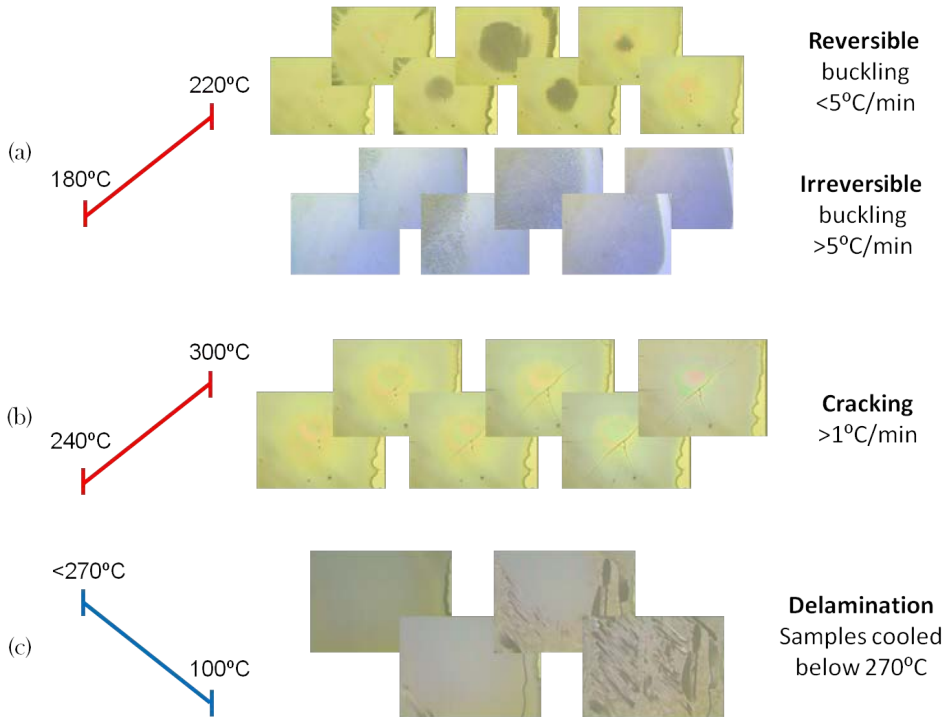 (a)
220ºC
180ºC
Reversible
buckling
<5ºC/min
Irreversible
buckling
>5ºC/min
(b)
300ºC
240ºC
Cracking
>1ºC/min
(c)
<270ºC
100ºC
Delamination
Samples cooled
below 270ºC